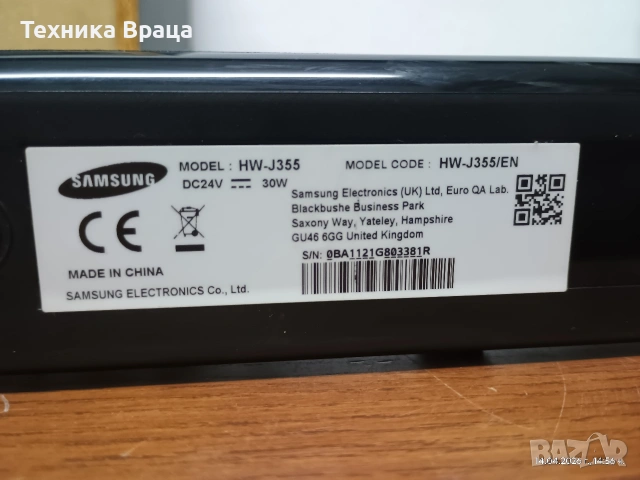 Техника Враца
SAMSUNG
MODEL : HW-J355
MODEL CODE : HW-J355/EN
DC24V 30W
Samsung Electronics (UK) Ltd, Euro QA Lab.
Blackbushe Business Park
Saxony Way, Yateley, Hampshire
GU46 6GG United Kingdom
S/N: 0BA1121G803381R
CE
MADE IN CHINA
SAMSUNG ELECTRONICS Co., Ltd.
BAZAR